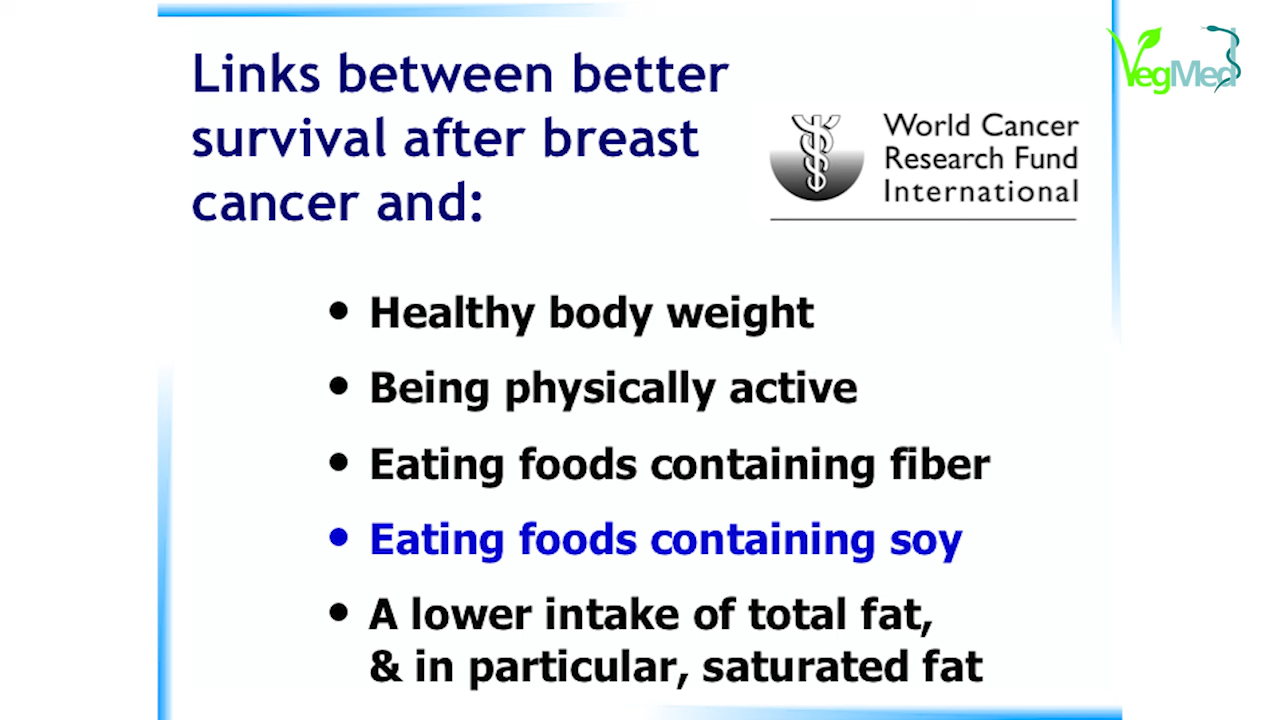 Links between better
survival after breast
cancer and:
World Cancer
Research Fund
International
VegMed
• Healthy body weight
• Being physically active
• Eating foods containing fiber
• Eating foods containing soy
• A lower intake of total fat,
& in particular, saturated fat